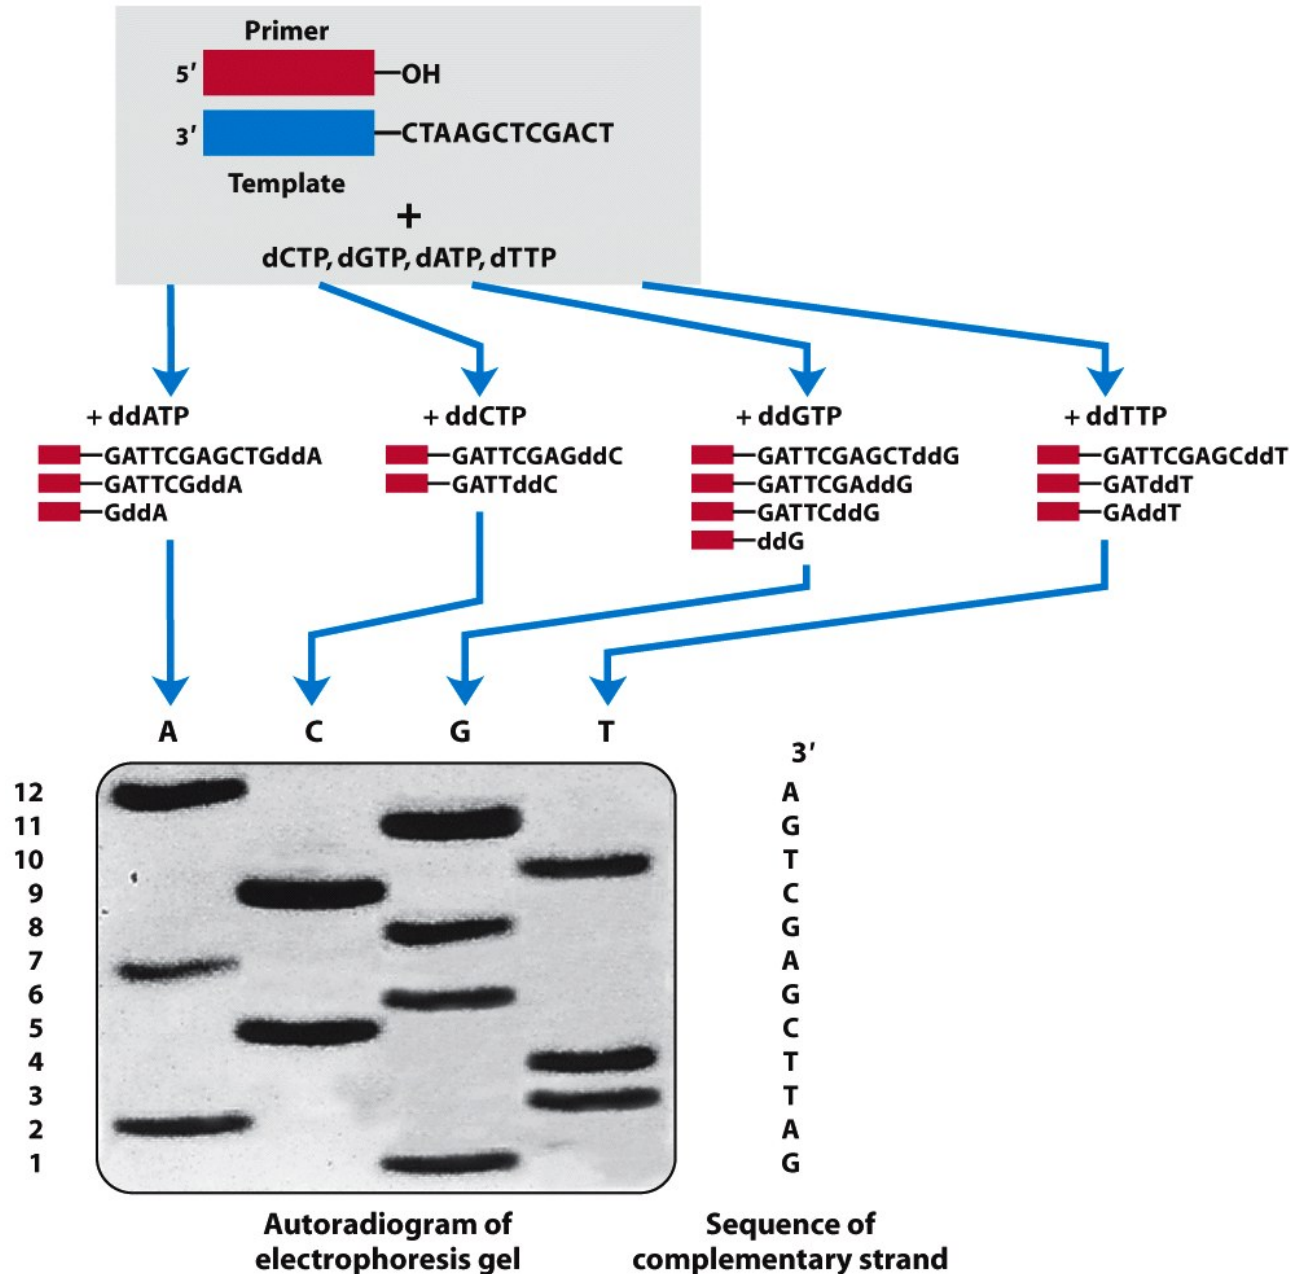 Primer
5′ OH
3′ CTAAGCTCGACT
Template
+
dCTP, dGTP, dATP, dTTP
+ ddATP
GATTCGAGCTGddA
GATTCGddA
GddA
+ ddCTP
GATTCGAGddC
GATTddC
+ ddGTP
GATTCGAGCTddG
GATTCGAddG
GATTCddG
ddG
+ ddTTP
GATTCGAGCddT
GATddT
GAddT
A C G T
3′
12 A
11 G
10 T
9 C
8 G
7 A
6 G
5 C
4 T
3 T
2 A
1 G
Autoradiogram of
electrophoresis gel
Sequence of
complementary strand